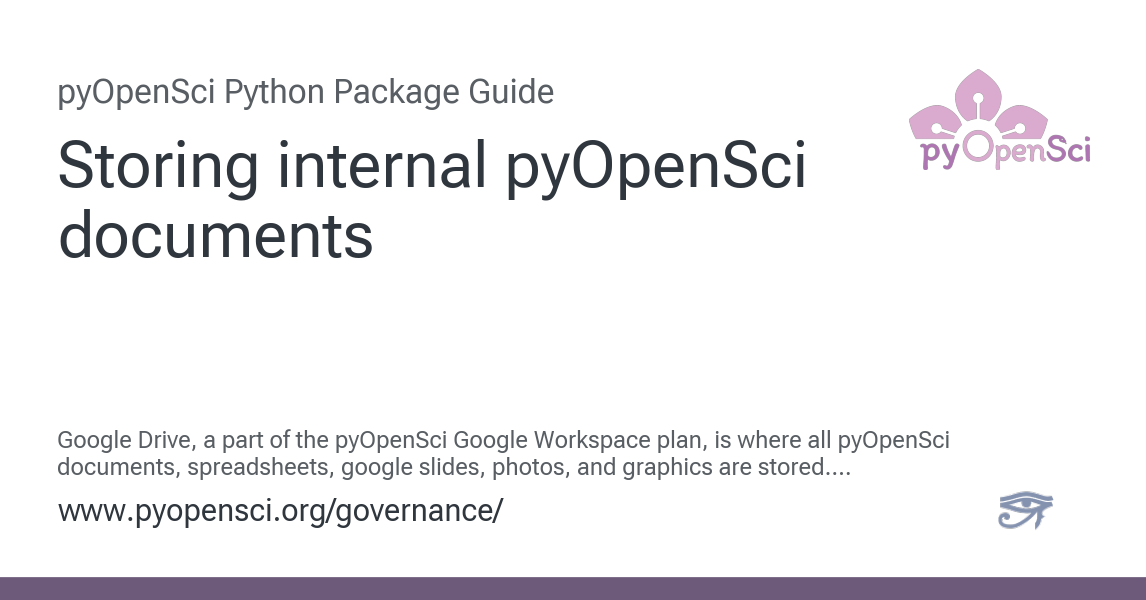 pyOpenSci Python Package Guide
Storing internal pyOpenSci
documents
pyOpenSci
Google Drive, a part of the pyOpenSci Google Workspace plan, is where all pyOpenSci
documents, spreadsheets, google slides, photos, and graphics are stored....
www.pyopensci.org/governance/